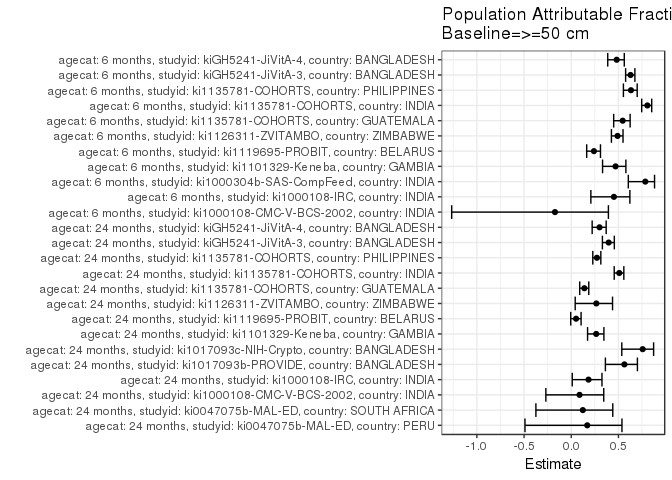 Population Attributable Fracti
Baseline=>=50 cm
agecat: 6 months, studyid: kiGH5241-JiVitA-4, country: BANGLADESH
agecat: 6 months, studyid: kiGH5241-JiVitA-3, country: BANGLADESH
agecat: 6 months, studyid: ki1135781-COHORTS, country: PHILIPPINES
agecat: 6 months, studyid: ki1135781-COHORTS, country: INDIA
agecat: 6 months, studyid: ki1135781-COHORTS, country: GUATEMALA
agecat: 6 months, studyid: ki1126311-ZVITAMBO, country: ZIMBABWE
agecat: 6 months, studyid: ki1119695-PROBIT, country: BELARUS
agecat: 6 months, studyid: ki1101329-Keneba, country: GAMBIA
agecat: 6 months, studyid: ki1000304b-SAS-CompFeed, country: INDIA
agecat: 6 months, studyid: ki1000108-IRC, country: INDIA
agecat: 6 months, studyid: ki1000108-CMC-V-BCS-2002, country: INDIA
agecat: 24 months, studyid: kiGH5241-JiVitA-4, country: BANGLADESH
agecat: 24 months, studyid: kiGH5241-JiVitA-3, country: BANGLADESH
agecat: 24 months, studyid: ki1135781-COHORTS, country: PHILIPPINES
agecat: 24 months, studyid: ki1135781-COHORTS, country: INDIA
agecat: 24 months, studyid: ki1135781-COHORTS, country: GUATEMALA
agecat: 24 months, studyid: ki1126311-ZVITAMBO, country: ZIMBABWE
agecat: 24 months, studyid: ki1119695-PROBIT, country: BELARUS
agecat: 24 months, studyid: ki1101329-Keneba, country: GAMBIA
agecat: 24 months, studyid: ki1017093c-NIH-Crypto, country: BANGLADESH
agecat: 24 months, studyid: ki1017093b-PROVIDE, country: BANGLADESH
agecat: 24 months, studyid: ki1000108-IRC, country: INDIA
agecat: 24 months, studyid: ki1000108-CMC-V-BCS-2002, country: INDIA
agecat: 24 months, studyid: ki0047075b-MAL-ED, country: SOUTH AFRICA
agecat: 24 months, studyid: ki0047075b-MAL-ED, country: PERU
-1.0 -0.5 0.0 0.5
Estimate